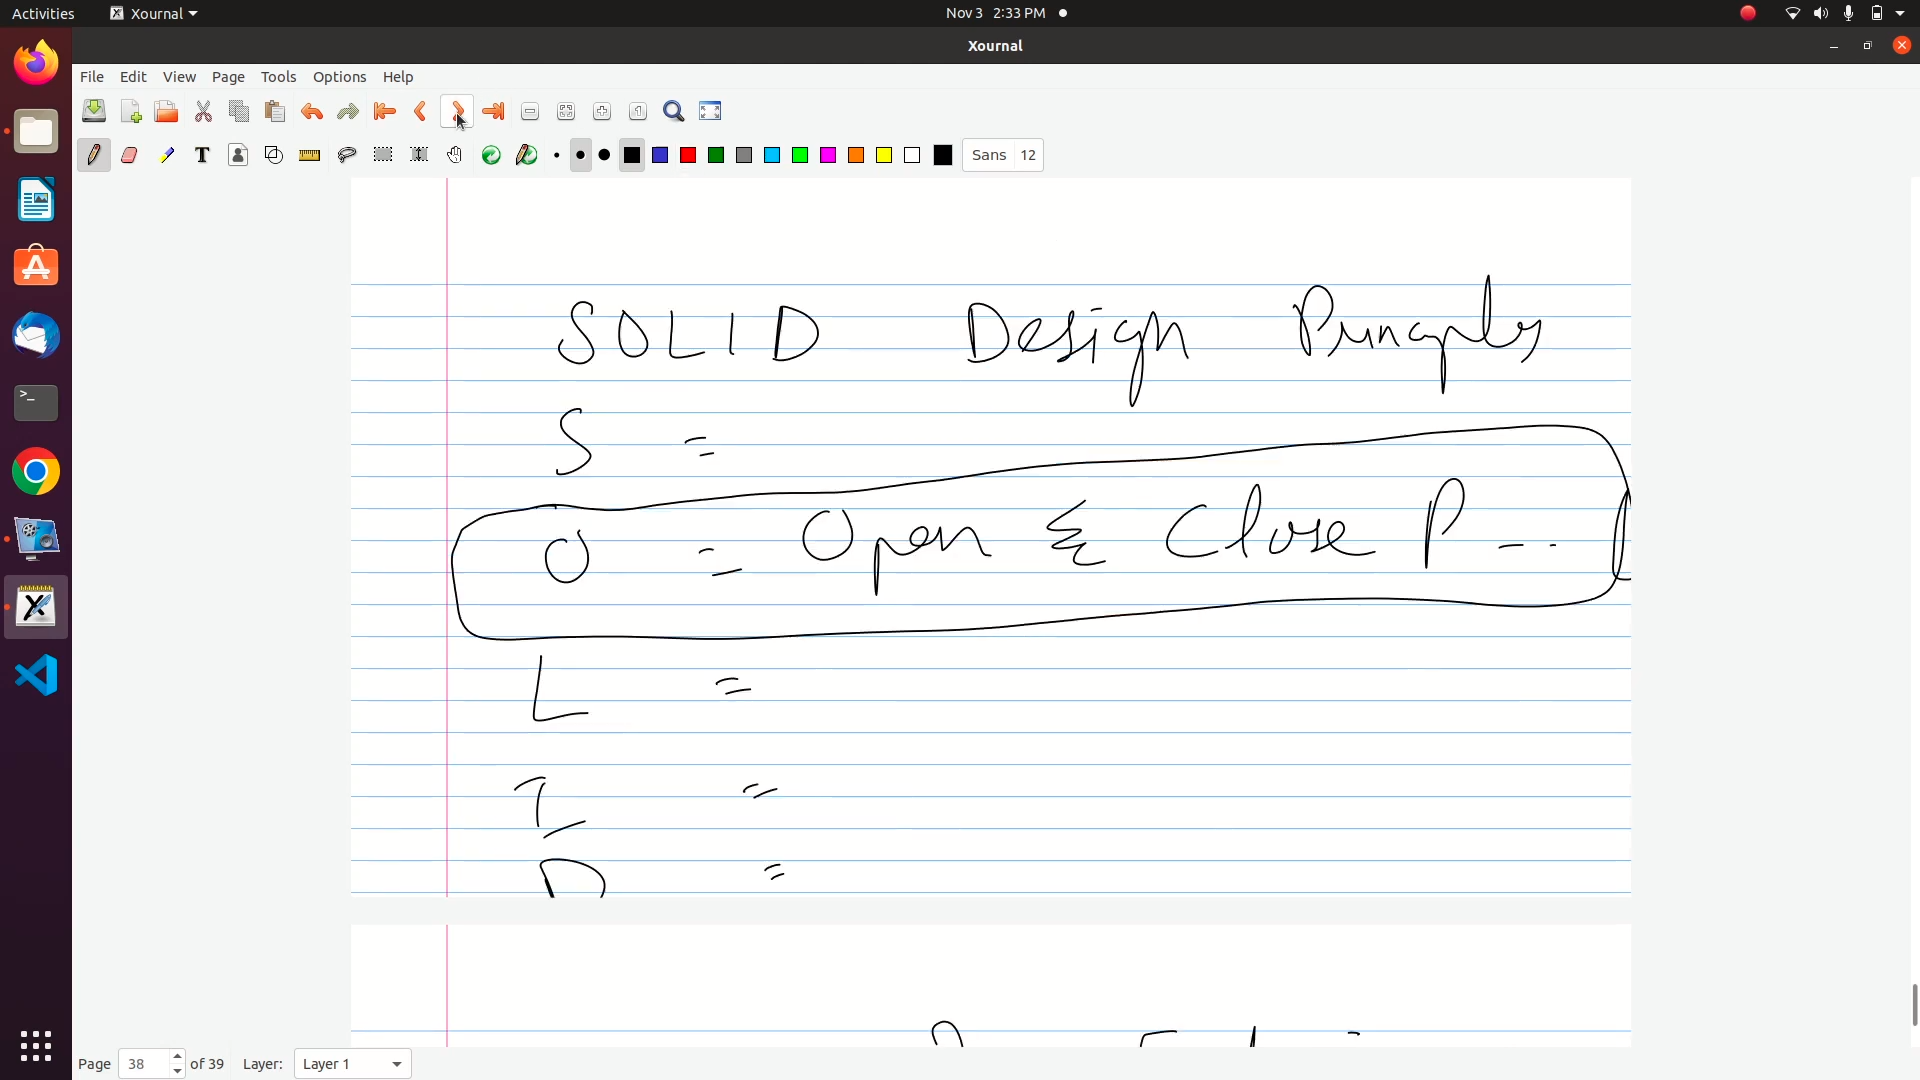 Activities Xournal Nov 3 2:33 PM
Xournal
File Edit View Page Tools Options Help
Sans 12
SOLID Design Principles
S =
O = Open & Close P - .
L =
I =
D =
Page 38 of 39 Layer: Layer 1